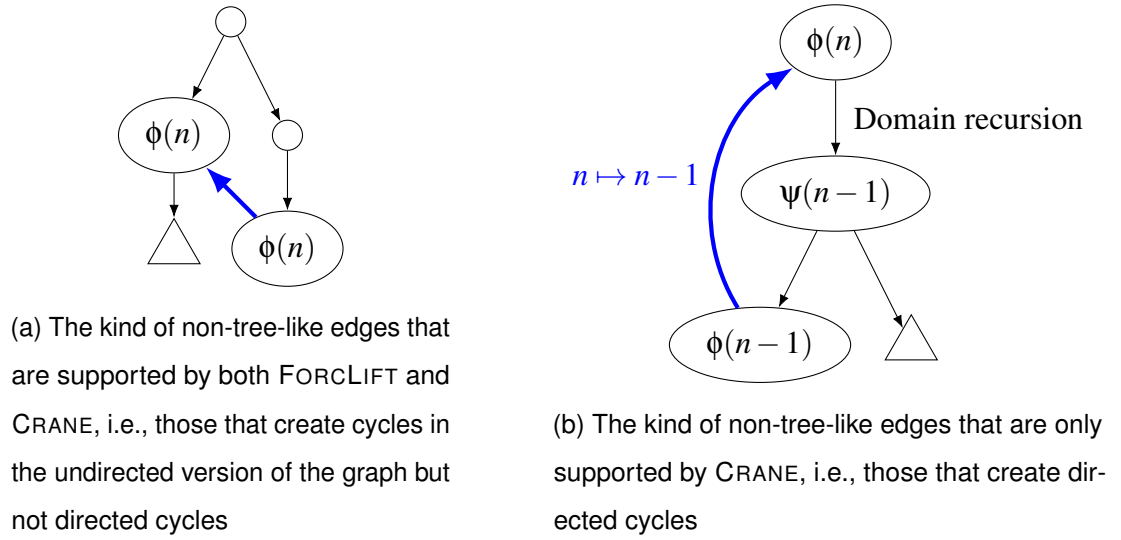 ϕ(n)
ϕ(n)
(a) The kind of non-tree-like edges that
are supported by both FORCLIFT and
CRANE, i.e., those that create cycles in
the undirected version of the graph but
not directed cycles
ϕ(n)
Domain recursion
n ↦ n − 1
ψ(n − 1)
ϕ(n − 1)
(b) The kind of non-tree-like edges that are only
supported by CRANE, i.e., those that create dir-
ected cycles